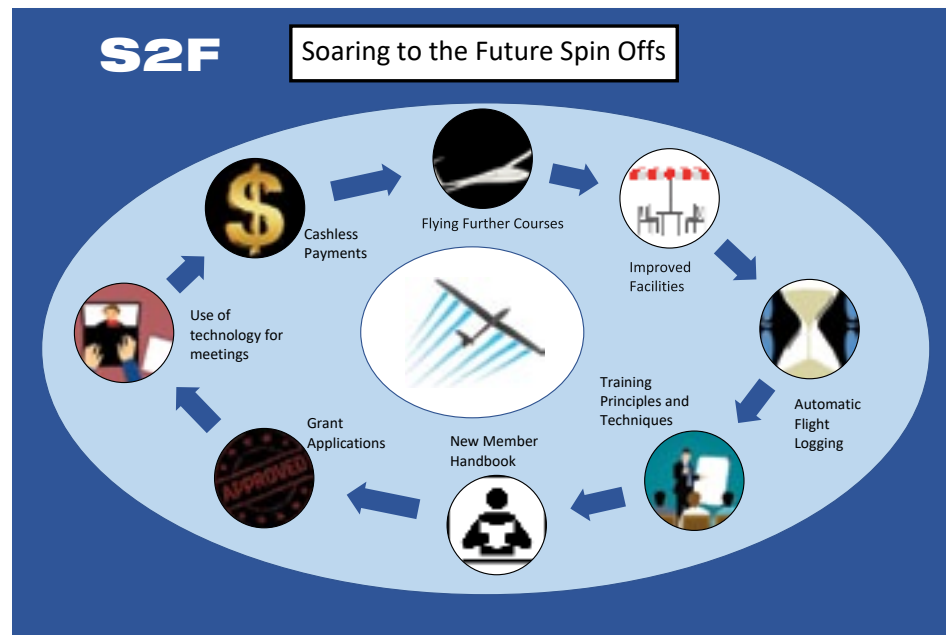 S2F
Soaring to the Future Spin Offs
Flying Further Courses
Cashless
Payments
Improved
Facilities
Use of
technology for
meetings
Training
Principles and
Techniques
Automatic
Flight
Logging
Grant
Applications
New Member
Handbook
APPROVED